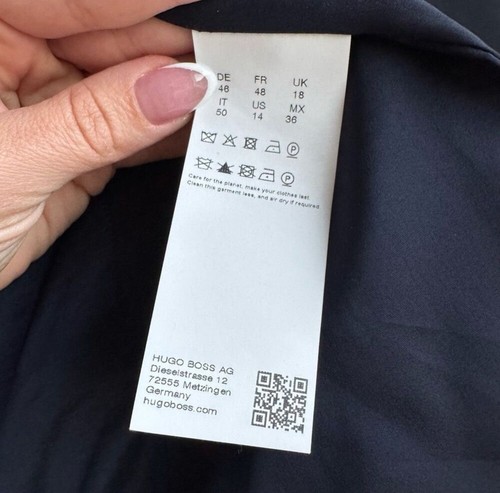 DE FR UK
46 48 18
IT US MX
50 14 36
P
P
Care for the planet, make your clothes last.
Clean this garment less, and air dry if required.
HUGO BOSS AG
Dieselstrasse 12
72555 Metzingen
Germany
hugoboss.com